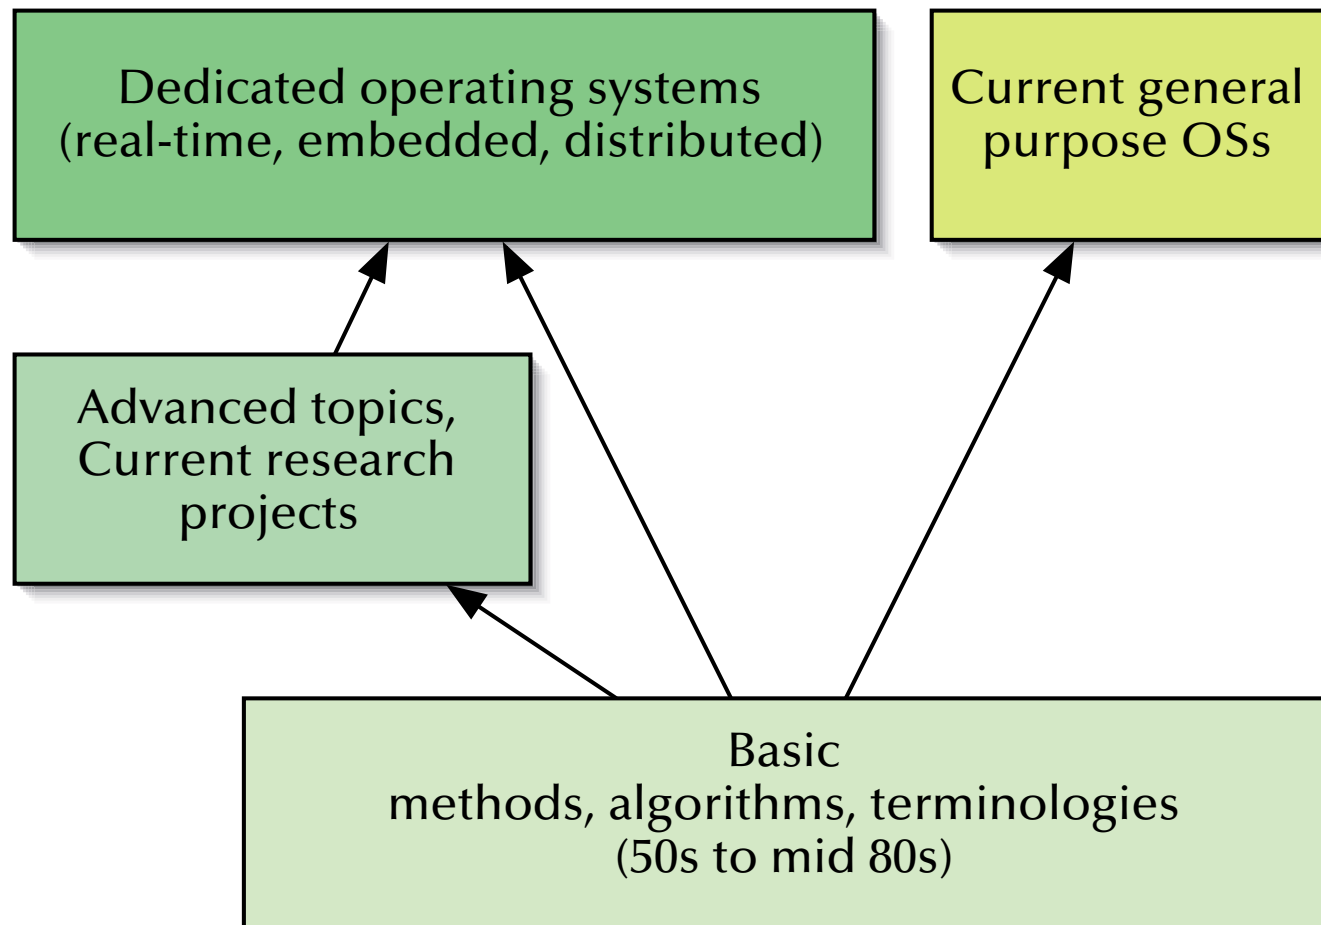 Dedicated operating systems
(real-time, embedded, distributed)
Current general
purpose OSs
Advanced topics,
Current research
projects
Basic
methods, algorithms, terminologies
(50s to mid 80s)